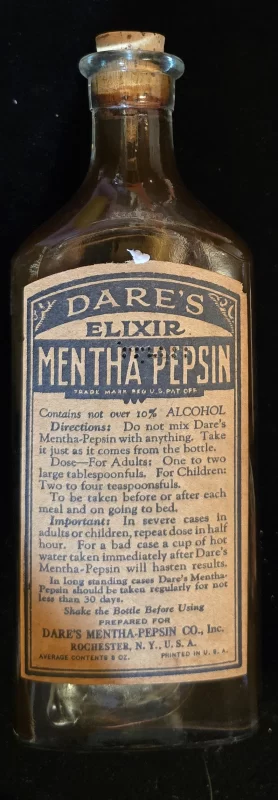 DARE'S
ELIXIR
MENTHA PEPSIN
TRADE MARK REG U.S. PAT. OFF.
Contains not over 10% ALCOHOL
Directions: Do not mix Dare's
Mentha-Pepsin with anything. Take
it just as it comes from the bottle.
Dose—For Adults: One to two
large tablespoonfuls. For Children:
Two to four teaspoonsfuls.
To be taken before or after each
meal and on going to bed.
Important: In severe cases in
adults or children, repeat dose in half
hour. For a bad case a cup of hot
water taken immediately after Dare's
Mentha-Pepsin will hasten results.
In long standing cases Dare's Mentha-
Pepsin should be taken regularly for not
less than 30 days.
Shake the Bottle Before Using
PREPARED FOR
DARE'S MENTHA-PEPSIN CO., Inc.
ROCHESTER, N. Y., U. S. A.
AVERAGE CONTENTS 8 OZ. PRINTED IN U. S. A.